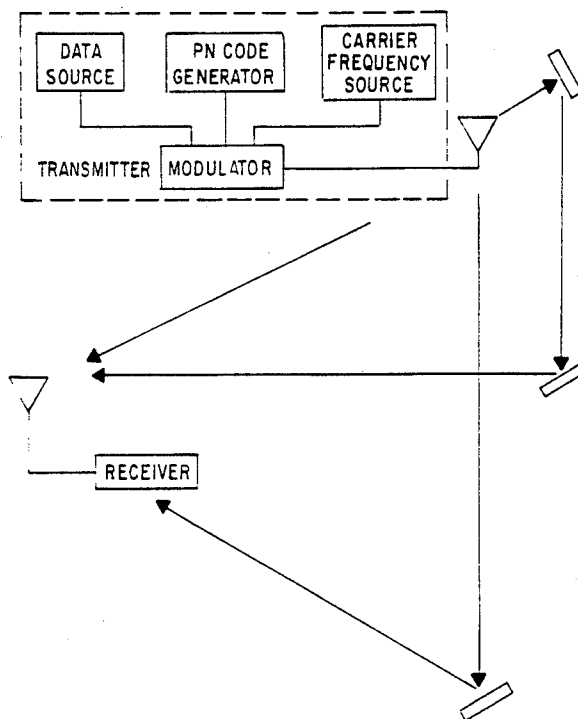 DATA
SOURCE
PN CODE
GENERATOR
CARRIER
FREQUENCY
SOURCE
TRANSMITTER
MODULATOR
RECEIVER